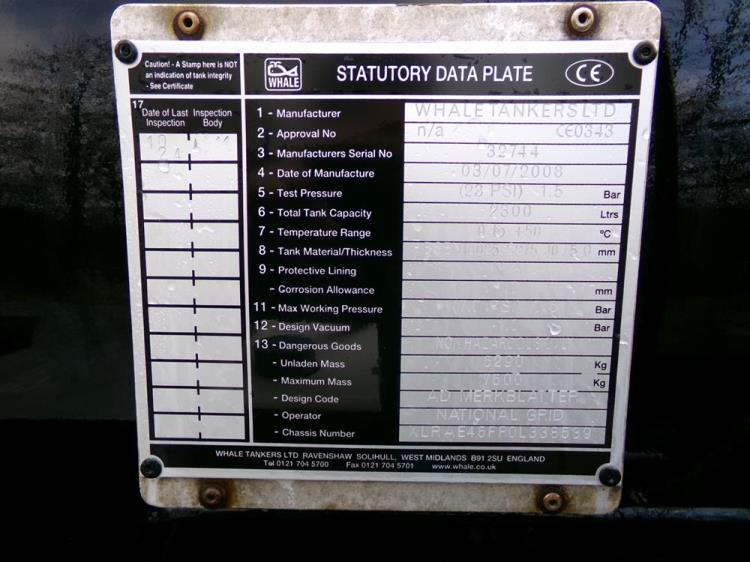 Caution! - A Stamp here is NOT
an indication of tank integrity
- See Certificate
WHALE
STATUTORY DATA PLATE
CE
17
Date of Last Inspection
Inspection Body
1 - Manufacturer WHALE TANKERS LTD
2 - Approval No n/a CE0343
3 - Manufacturers Serial No 32744
4 - Date of Manufacture 03/07/2008
5 - Test Pressure (23 PSI) 1.5 Bar
6 - Total Tank Capacity 2300 Ltrs
7 - Temperature Range +50 °C
8 - Tank Material/Thickness mm
9 - Protective Lining
- Corrosion Allowance mm
11 - Max Working Pressure Bar
12 - Design Vacuum Bar
13 - Dangerous Goods
- Unladen Mass 5290 Kg
- Maximum Mass 7500 Kg
- Design Code AD MERKBLATTER
- Operator NATIONAL GRID
- Chassis Number
WHALE TANKERS LTD RAVENSHAW SOLIHULL, WEST MIDLANDS B91 2SU ENGLAND
Tel 0121 704 5700 Fax 0121 704 5701 www.whale.co.uk